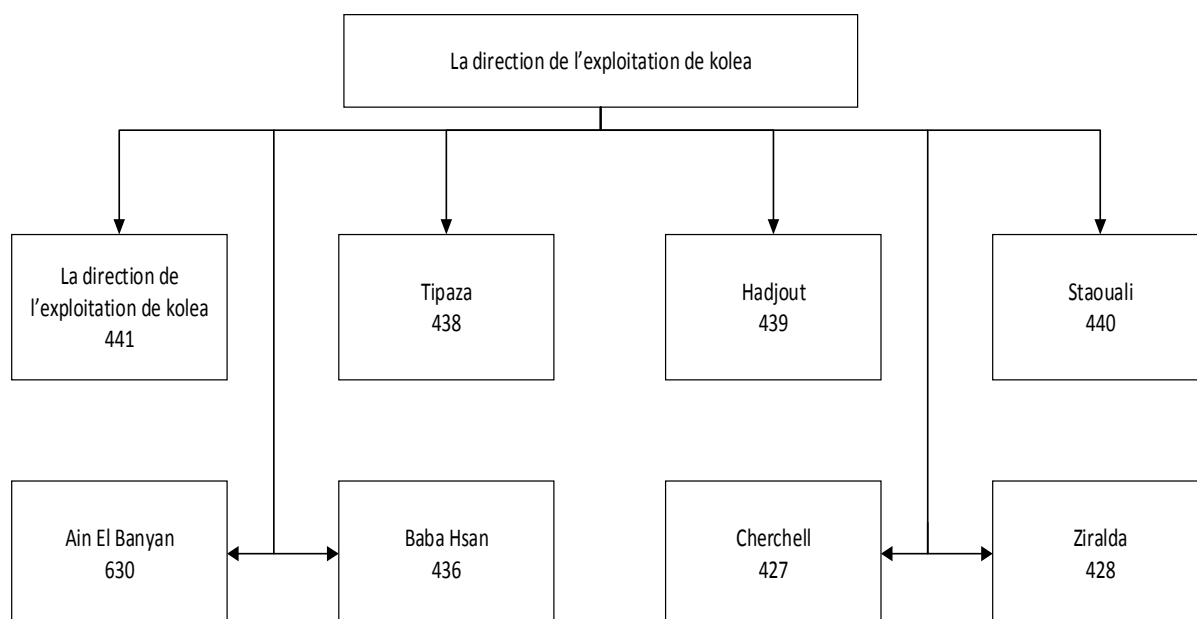 La direction de l’exploitation de kolea
La direction de
l’exploitation de kolea
441
Tipaza
438
Hadjout
439
Staouali
440
Ain El Banyan
630
Baba Hsan
436
Cherchell
427
Ziralda
428